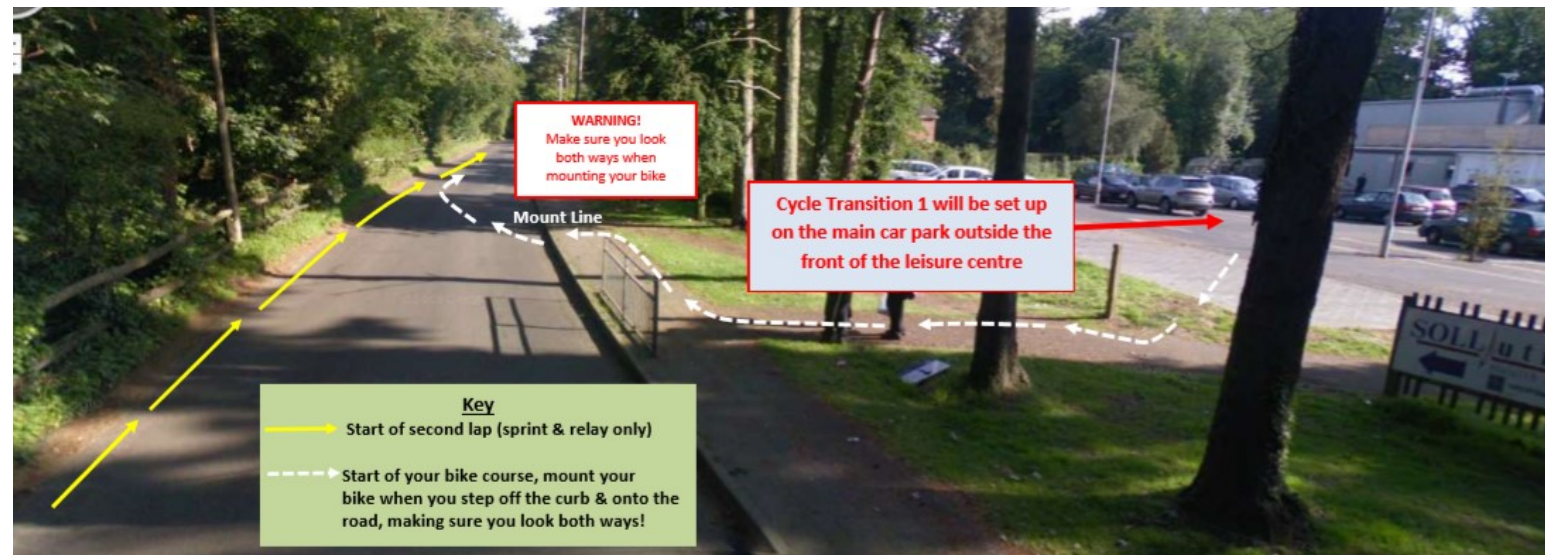 WARNING!
Make sure you look
both ways when
mounting your bike
Mount Line
Cycle Transition 1 will be set up
on the main car park outside the
front of the leisure centre
Key
Start of second lap (sprint & relay only)
Start of your bike course, mount your
bike when you step off the curb & onto the
road, making sure you look both ways!